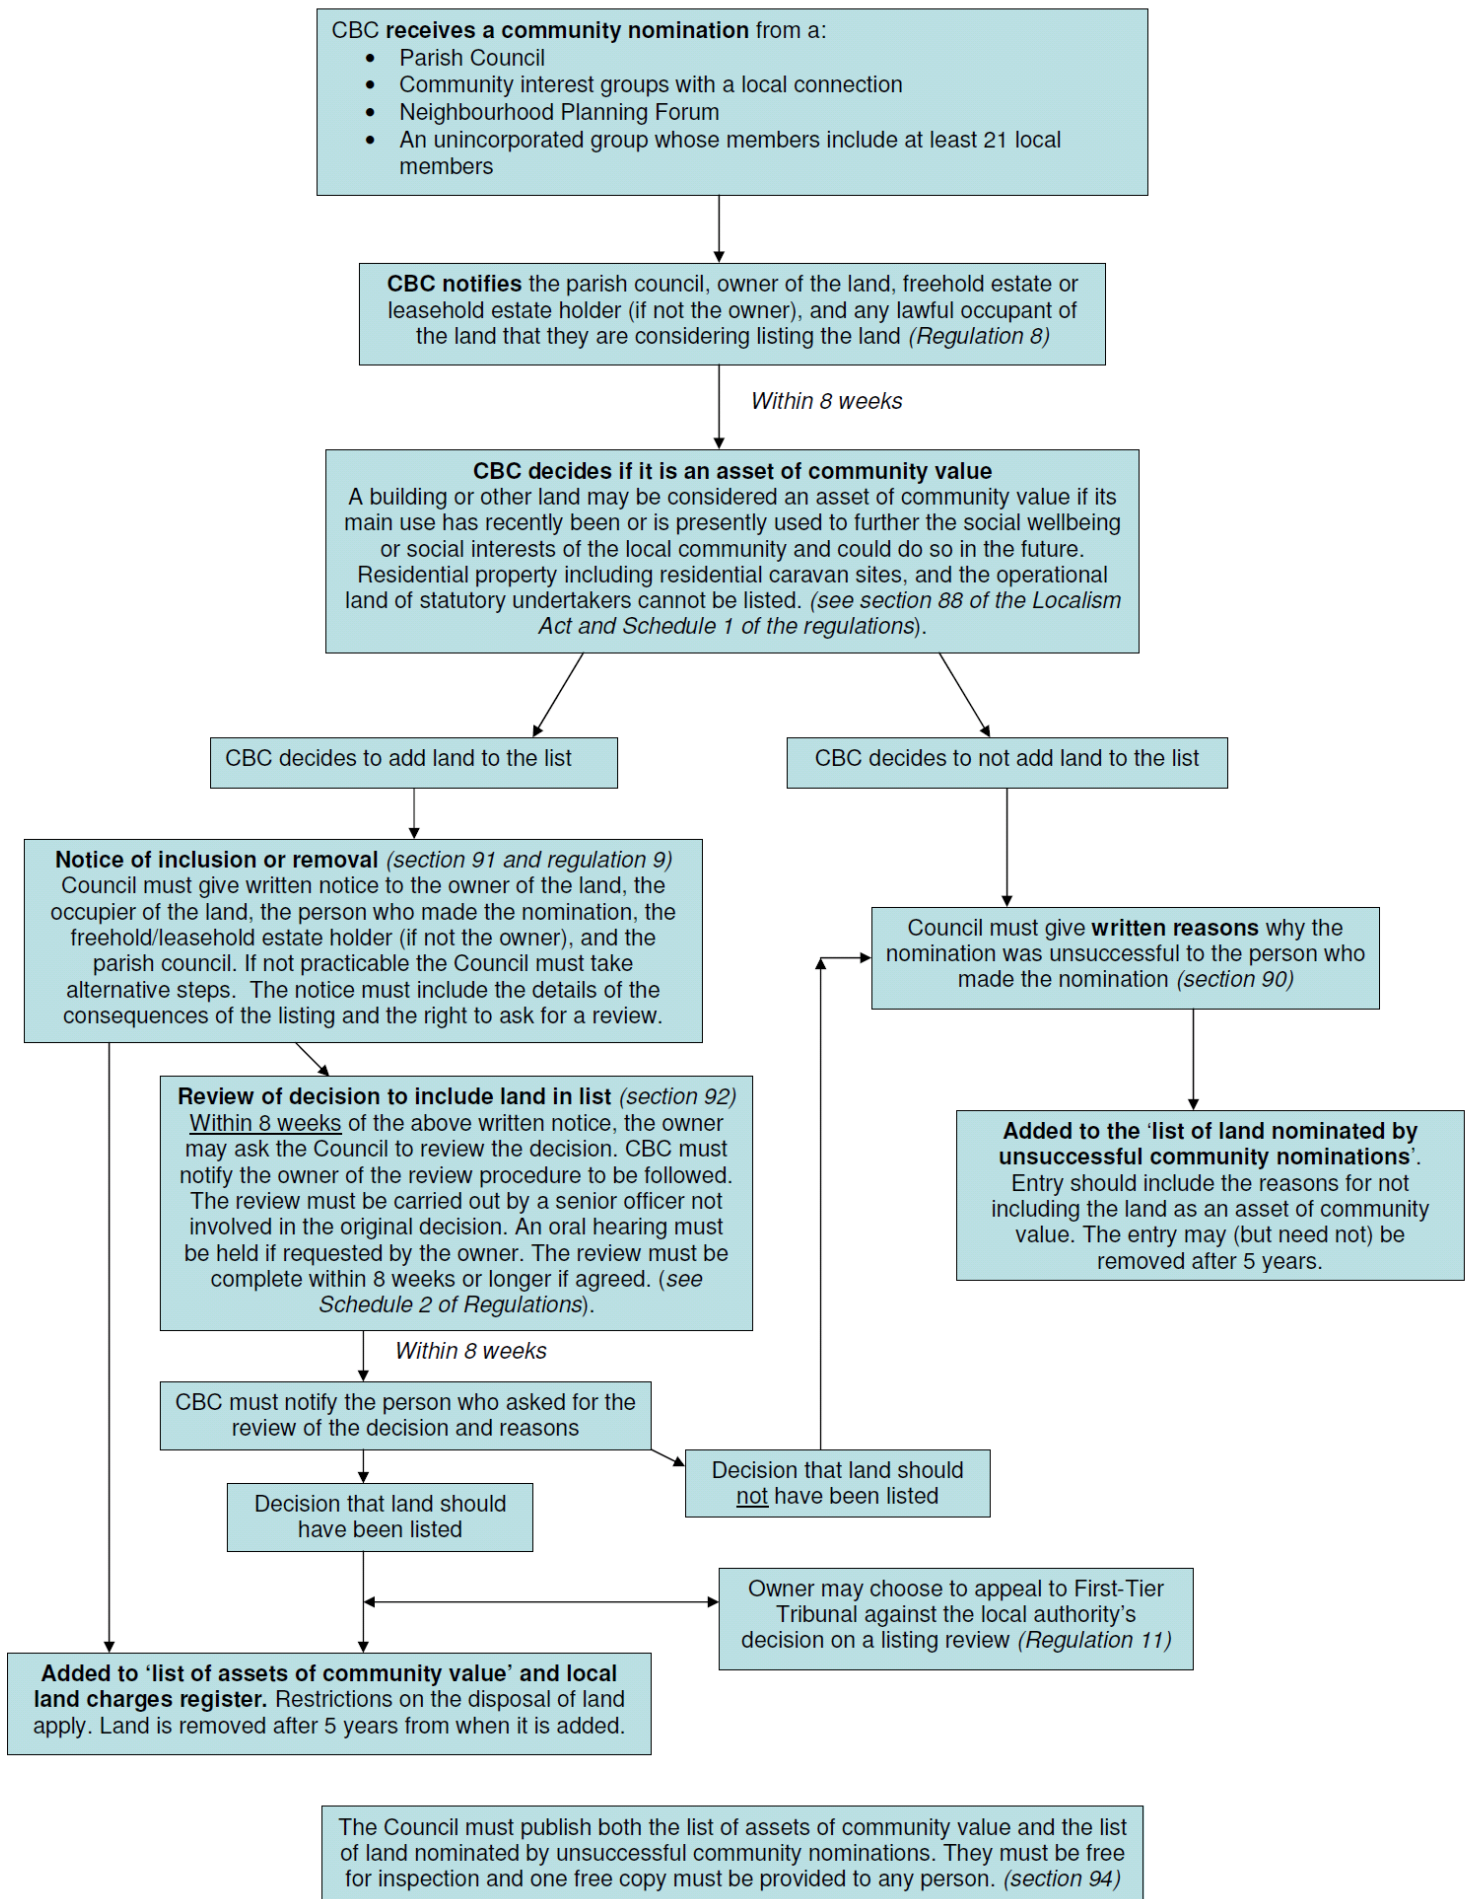 CBC receives a community nomination from a:
• Parish Council
• Community interest groups with a local connection
• Neighbourhood Planning Forum
• An unincorporated group whose members include at least 21 local
members
CBC notifies the parish council, owner of the land, freehold estate or
leasehold estate holder (if not the owner), and any lawful occupant of
the land that they are considering listing the land (Regulation 8)
Within 8 weeks
CBC decides if it is an asset of community value
A building or other land may be considered an asset of community value if its
main use has recently been or is presently used to further the social wellbeing
or social interests of the local community and could do so in the future.
Residential property including residential caravan sites, and the operational
land of statutory undertakers cannot be listed. (see section 88 of the Localism
Act and Schedule 1 of the regulations).
CBC decides to add land to the list
CBC decides to not add land to the list
Notice of inclusion or removal (section 91 and regulation 9)
Council must give written notice to the owner of the land, the
occupier of the land, the person who made the nomination, the
freehold/leasehold estate holder (if not the owner), and the
parish council. If not practicable the Council must take
alternative steps.  The notice must include the details of the
consequences of the listing and the right to ask for a review.
Council must give written reasons why the
nomination was unsuccessful to the person who
made the nomination (section 90)
Review of decision to include land in list (section 92)
Within 8 weeks of the above written notice, the owner
may ask the Council to review the decision. CBC must
notify the owner of the review procedure to be followed.
The review must be carried out by a senior officer not
involved in the original decision. An oral hearing must
be held if requested by the owner. The review must be
complete within 8 weeks or longer if agreed. (see
Schedule 2 of Regulations).
Added to the ‘list of land nominated by
unsuccessful community nominations’.
Entry should include the reasons for not
including the land as an asset of community
value. The entry may (but need not) be
removed after 5 years.
Within 8 weeks
CBC must notify the person who asked for the
review of the decision and reasons
Decision that land should
not have been listed
Decision that land should
have been listed
Owner may choose to appeal to First-Tier
Tribunal against the local authority’s
decision on a listing review (Regulation 11)
Added to ‘list of assets of community value’ and local
land charges register. Restrictions on the disposal of land
apply. Land is removed after 5 years from when it is added.
The Council must publish both the list of assets of community value and the list
of land nominated by unsuccessful community nominations. They must be free
for inspection and one free copy must be provided to any person. (section 94)